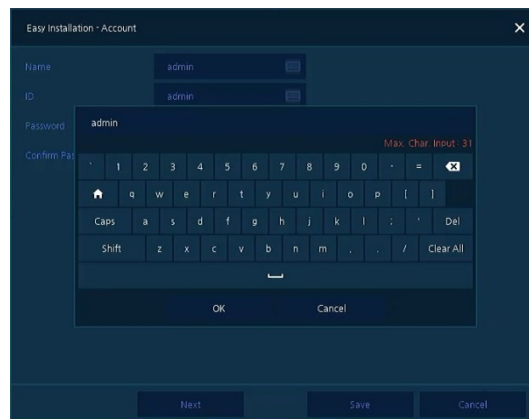 Easy Installation - Account
Name admin
ID admin
Password
admin
Max. Char. Input : 31
Confirm Pas
` 1 2 3 4 5 6 7 8 9 0 - =
q w e r t y u i o p [ ]
Caps a s d f g h j k l ; ' Del
Shift z x c v b n m , . / Clear All
OK Cancel
Next Save Cancel